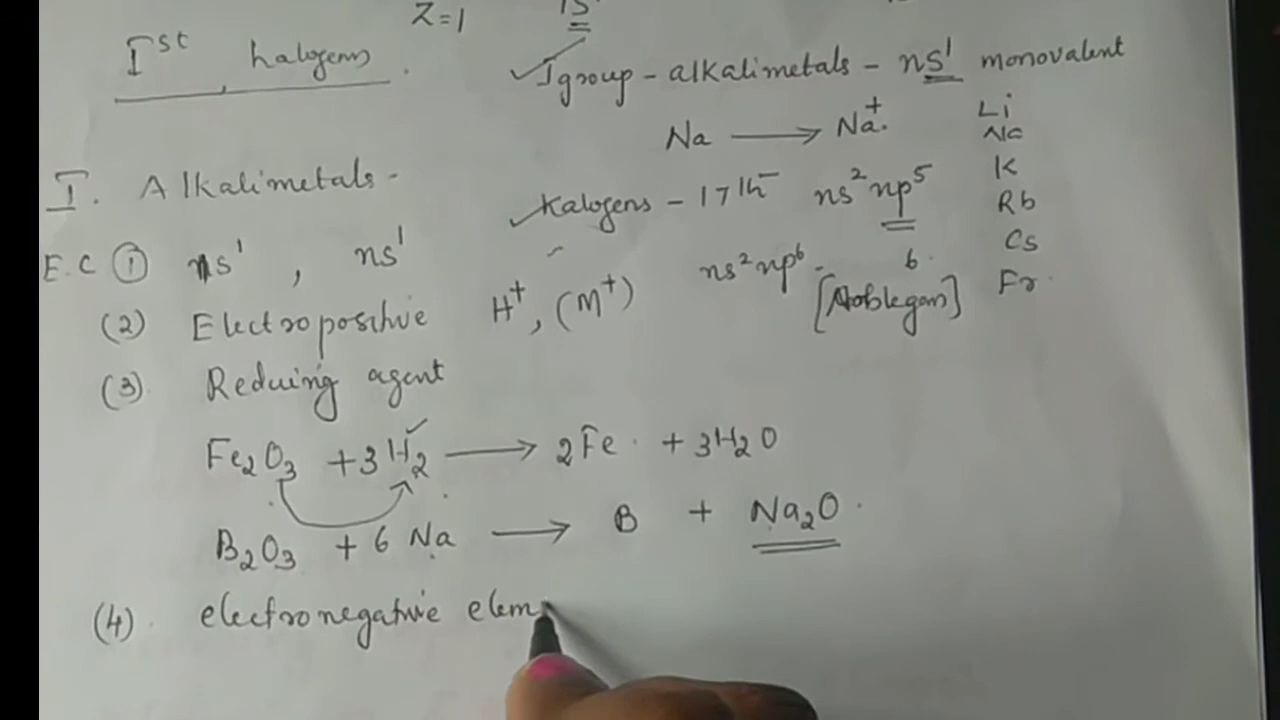 Z=1
1S
Ist halogens.
I group - alkalimetals - ns¹ monovalent
Na ⟶ Na⁺.
Li
Na
K
Rb
Cs
Fr
I. Alkalimetals -
Halogens - 17th ns² np⁵
E.C ① ns¹, ns¹
ns² np⁶ - 6
[Noblegas]
(2) Electropositive H⁺, (M⁺)
(3) Reducing agent
Fe₂O₃ + 3H₂ ⟶ 2Fe + 3H₂O
B₂O₃ + 6 Na ⟶ B + Na₂O.
(4). electronegative elem